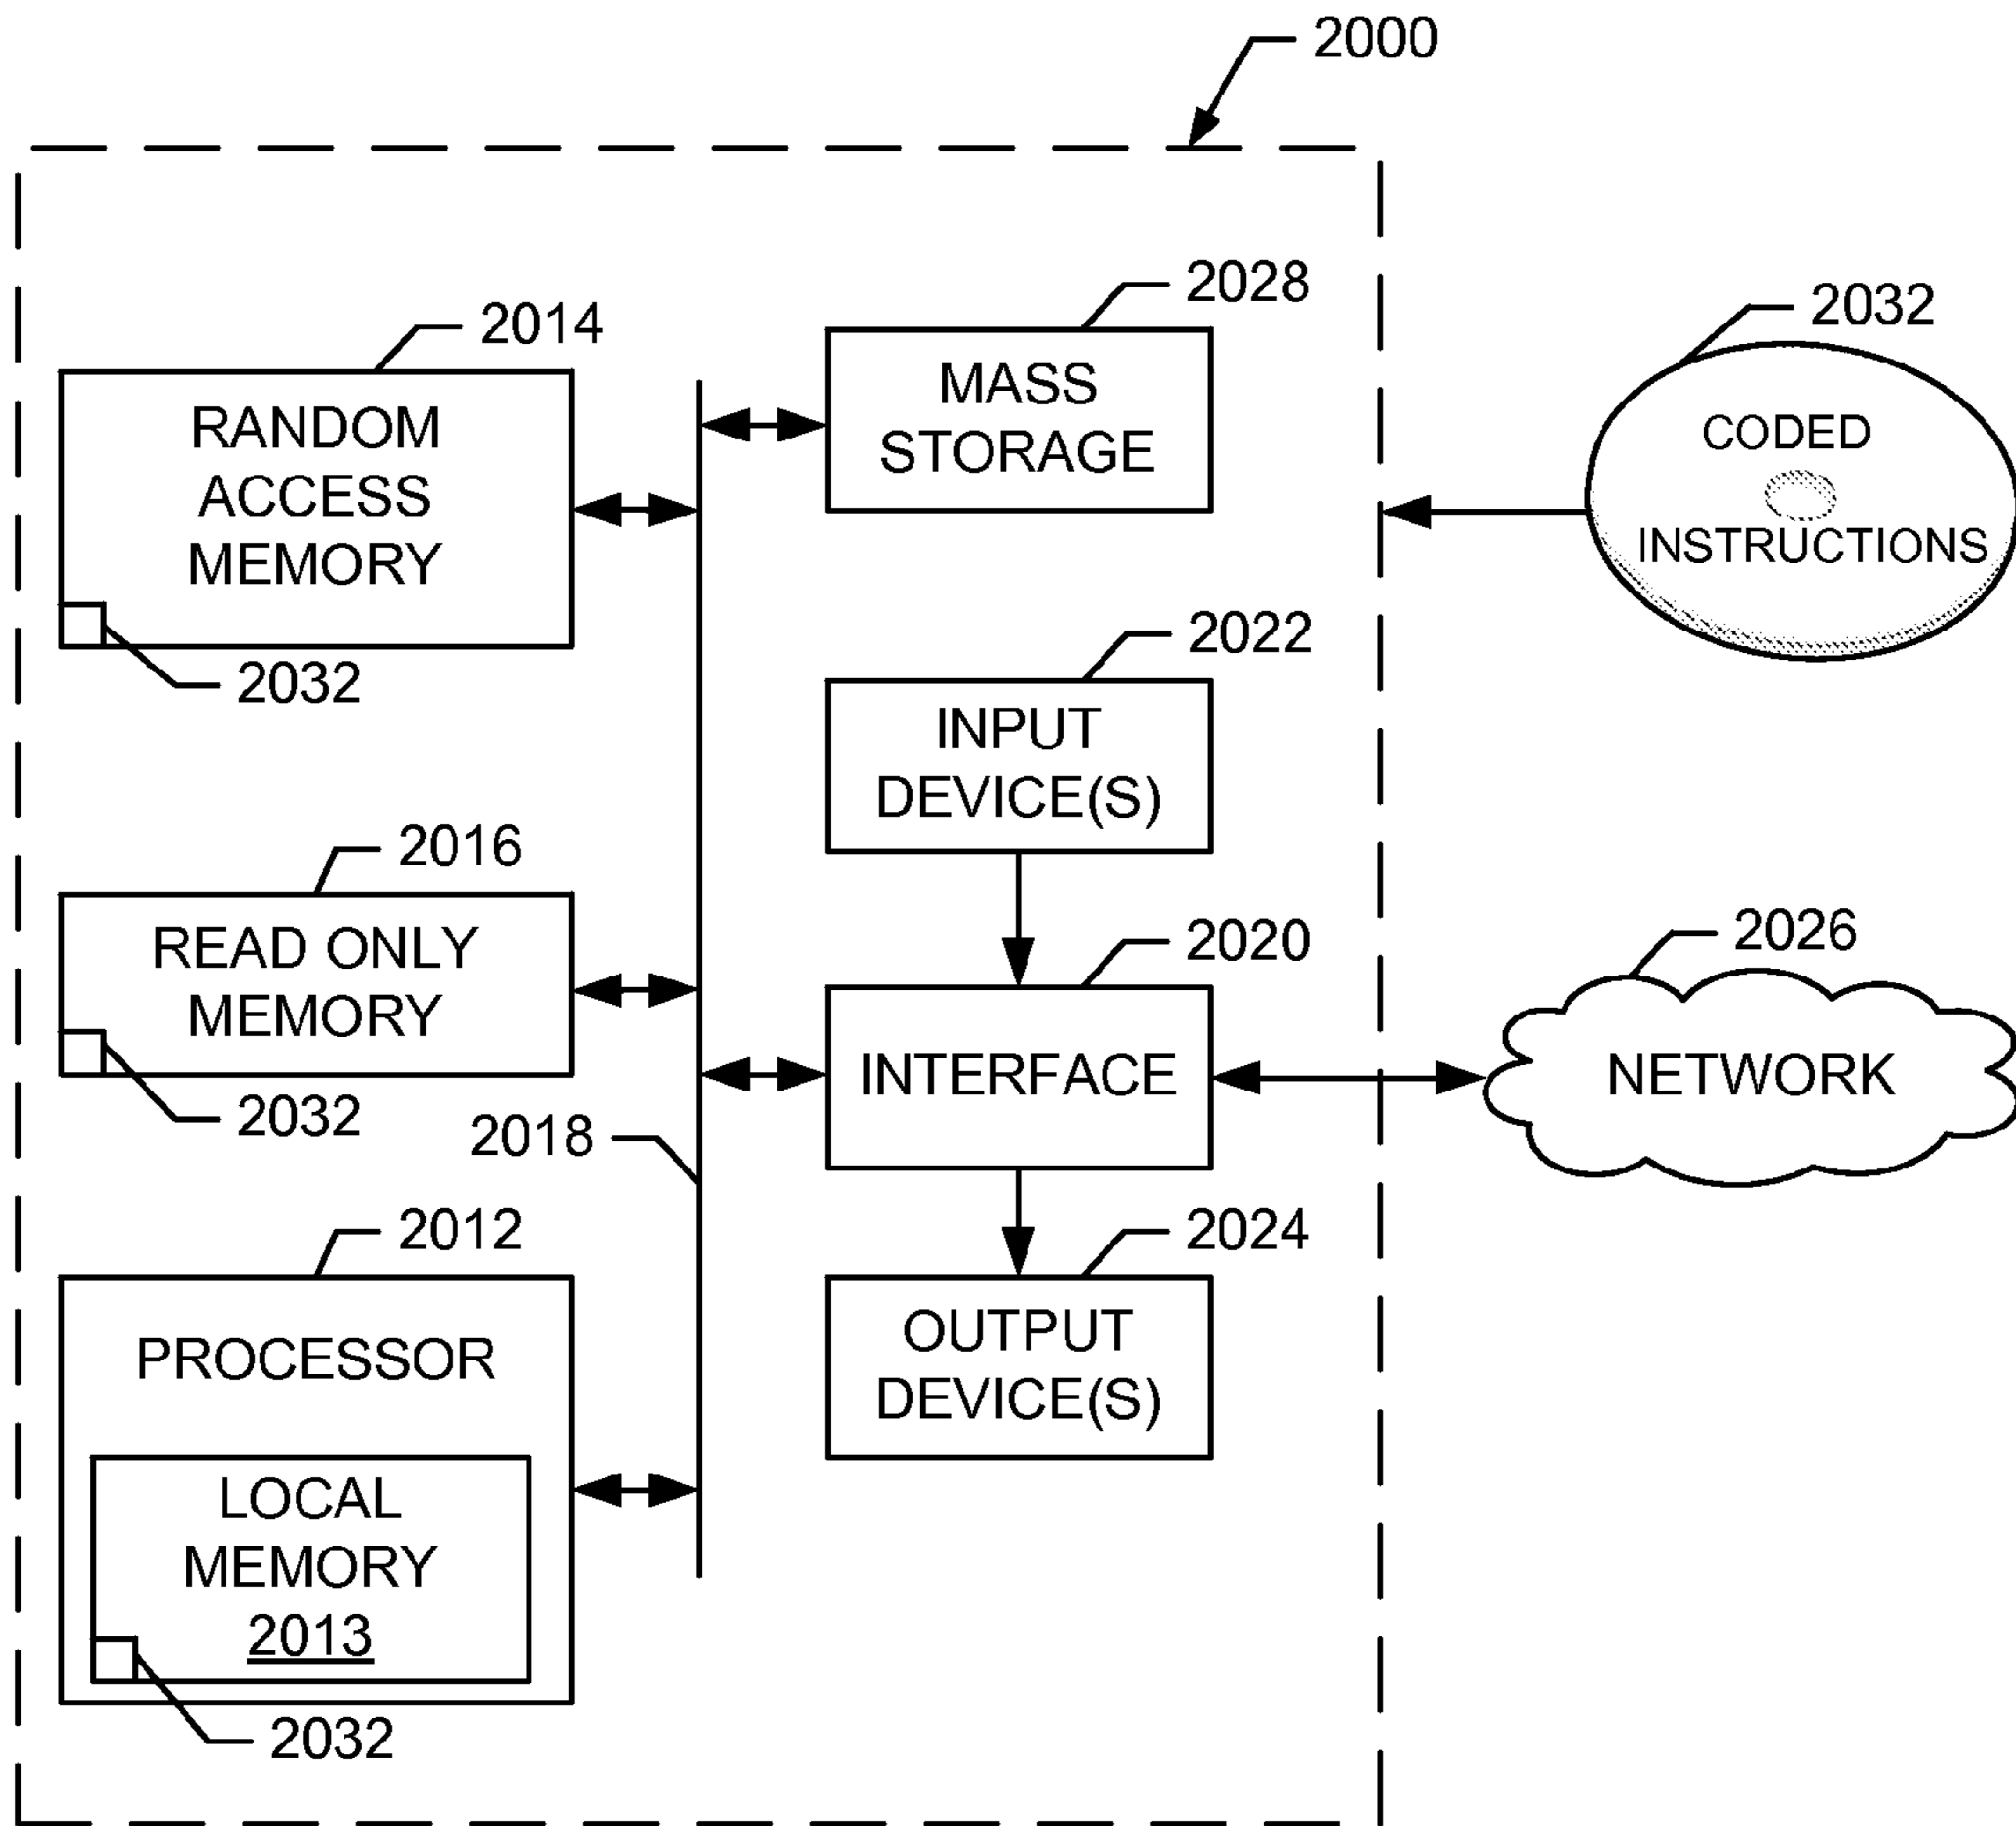 2000
2028
2014
2032
MASS
STORAGE
RANDOM
ACCESS
MEMORY
CODED
INSTRUCTIONS
2022
2032
INPUT
DEVICE(S)
2016
2026
2020
READ ONLY
MEMORY
INTERFACE
NETWORK
2032
2018
2012
2024
PROCESSOR
OUTPUT
DEVICE(S)
LOCAL
MEMORY
2013
2032